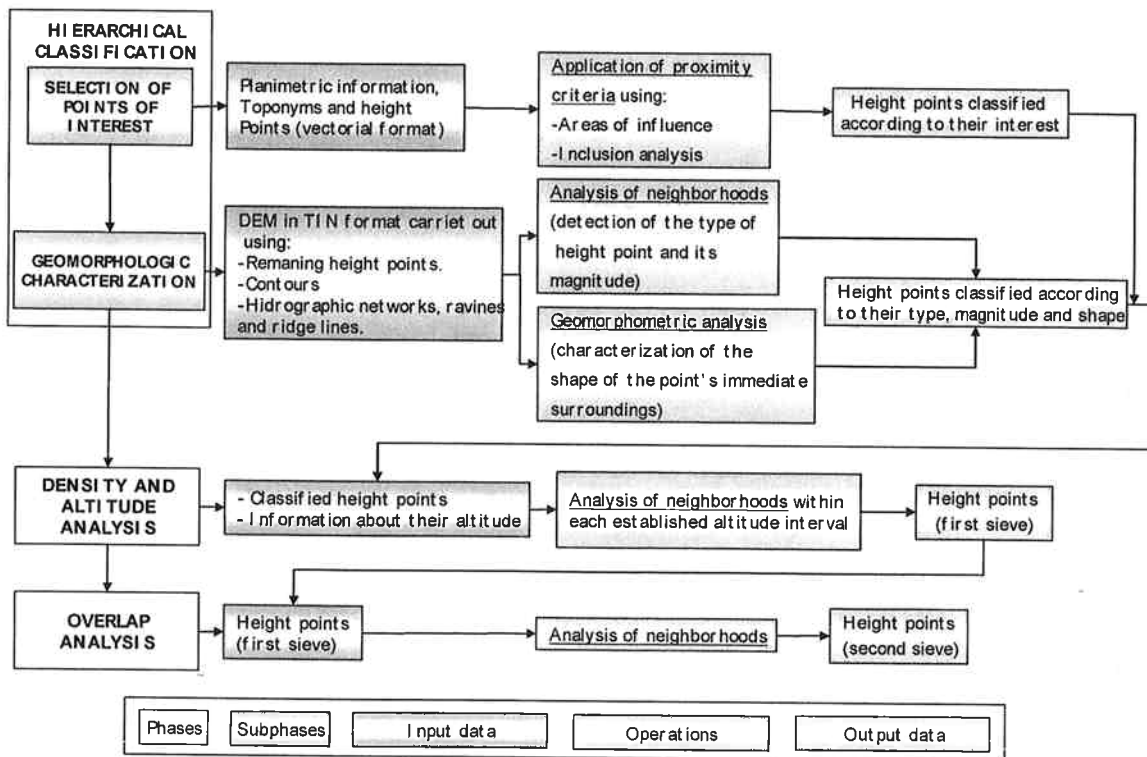 HIERARCHICAL
CLASSIFICATION
SELECTION OF
POINTS OF
INTEREST
Planimetric information,
Toponyms and height
Points (vectorial format)
Application of proximity
criteria using:
-Areas of influence
-Inclusion analysis
Height points classified
according to their interest
GEOMORPHOLOGIC
CHARACTERIZATION
DEM in TIN format carriet out
using:
-Remaning height points.
-Contours
-Hidrographic networks, ravines
and ridge lines.
Analysis of neighborhoods
(detection of the type of
height point and its
magnitude)
Geomorphometric analysis
(characterization of the
shape of the point's immediate
surroundings)
Height points classified according
to their type, magnitude and shape
DENSITY AND
ALTITUDE
ANALYSIS
- Classified height points
- Information about their altitude
Analysis of neighborhoods within
each established altitude interval
Height points
(first sieve)
OVERLAP
ANALYSIS
Height points
(first sieve)
Analysis of neighborhoods
Height points
(second sieve)
Phases
Subphases
Input data
Operations
Output data